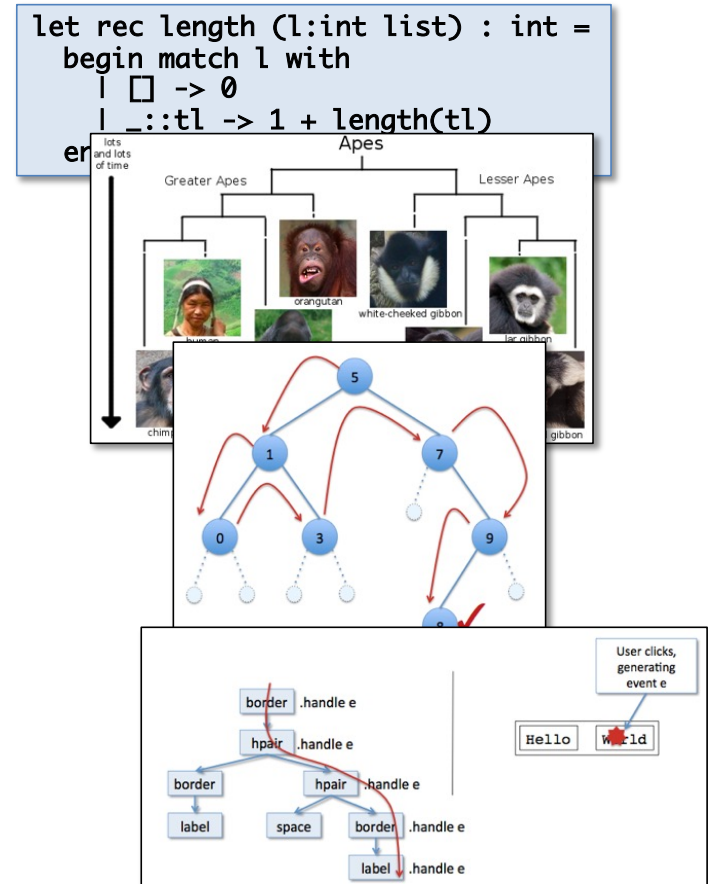 let rec length (l:int list) : int =
begin match l with
| [] -> 0
| _::tl -> 1 + length(tl)
lots
and lots
of time
Apes
Greater Apes
Lesser Apes
orangutan
white-cheeked gibbon
lar gibbon
gibbon
5
1
7
0
3
9
8
User clicks,
generating
event e
border .handle e
hpair .handle e
Hello World
border hpair .handle e
label space border .handle e
label .handle e